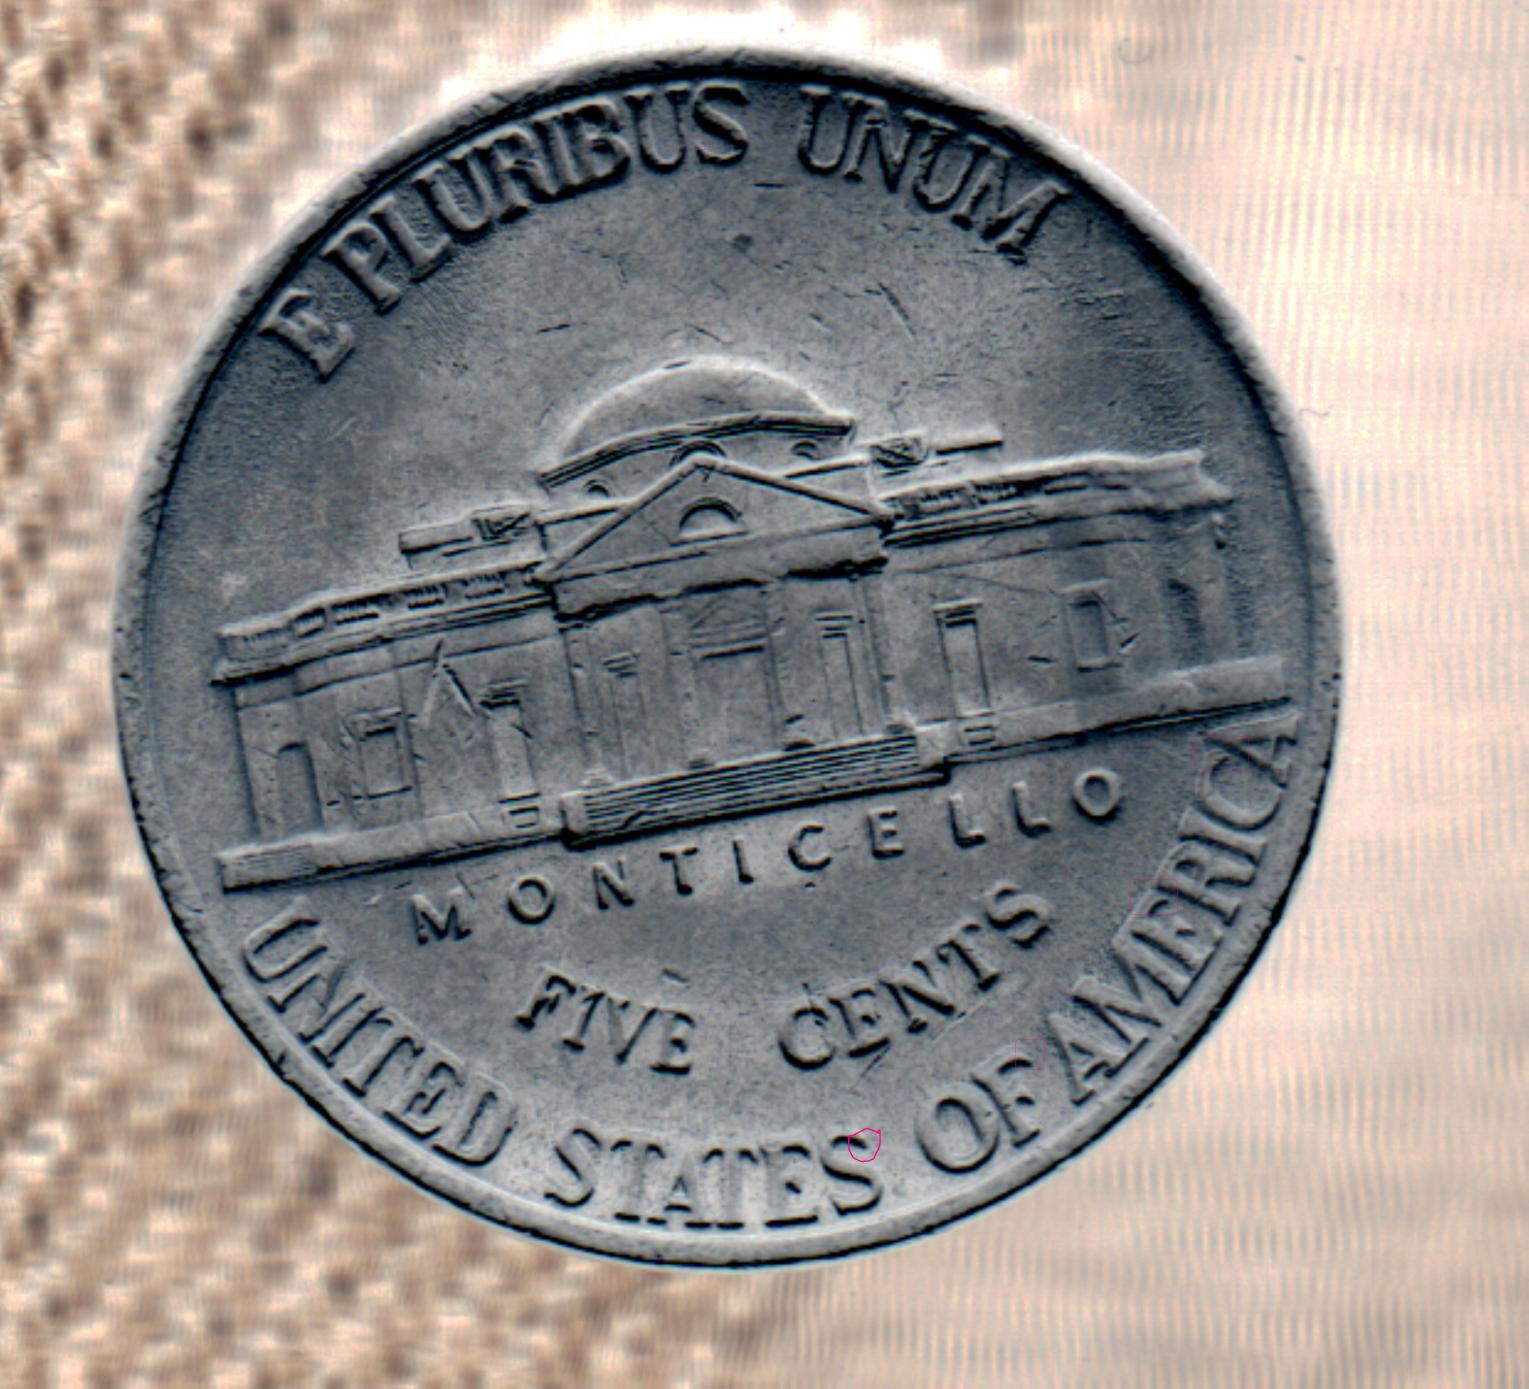 E PLURIBUS UNUM
MONTICELLO
FIVE CENTS
UNITED STATES OF AMERICA